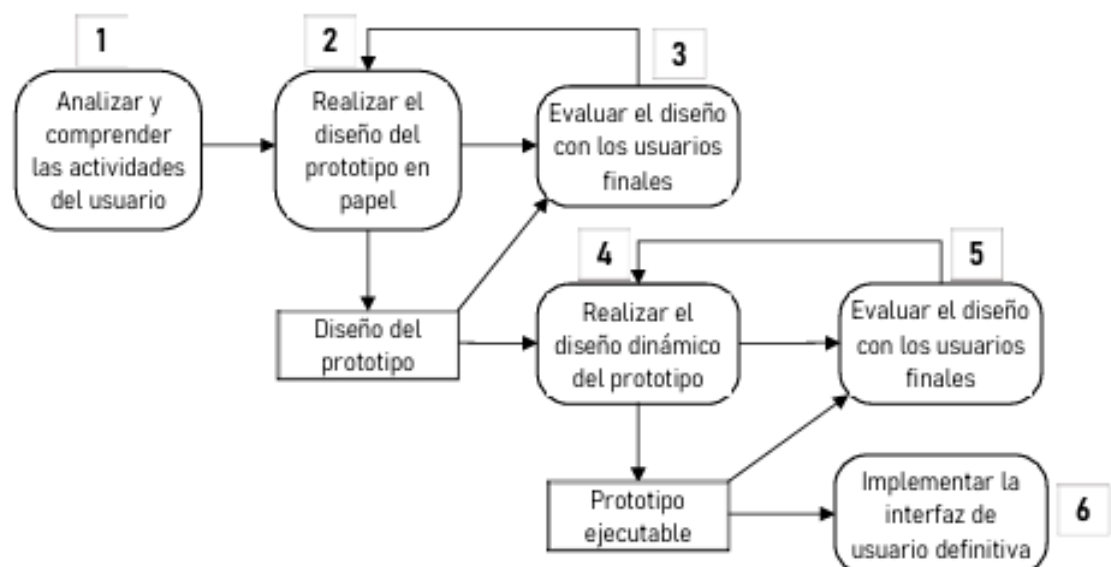 1
Analizar y
comprender
las actividades
del usuario
2
Realizar el
diseño del
prototipo en
papel
3
Evaluar el diseño
con los usuarios
finales
Diseño del
prototipo
4
Realizar el
diseño dinámico
del prototipo
5
Evaluar el diseño
con los usuarios
finales
Prototipo
ejecutable
Implementar la
interfaz de
usuario definitiva
6